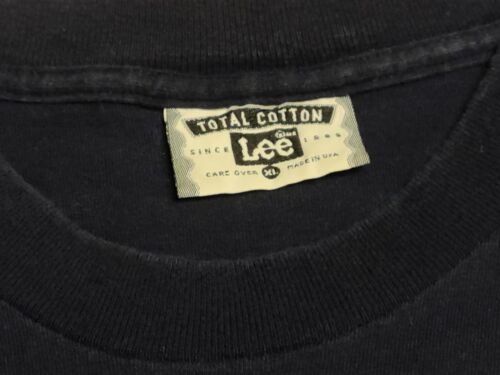 TOTAL COTTON
SINCE Lee 1889
CARE OVER XL MADE IN USA